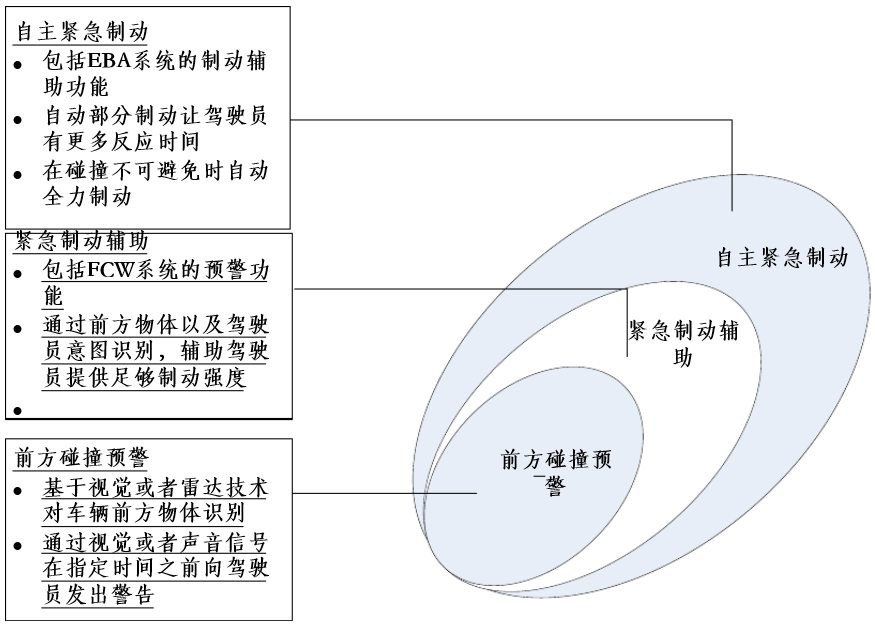 自主紧急制动
● 包括EBA系统的制动辅
助功能
● 自动部分制动让驾驶员
有更多反应时间
● 在碰撞不可避免时自动
全力制动
紧急制动辅助
● 包括FCW系统的预警功
能
● 通过前方物体以及驾驶
员意图识别，辅助驾驶
员提供足够制动强度
●
前方碰撞预警
● 基于视觉或者雷达技术
对车辆前方物体识别
● 通过视觉或者声音信号
在指定时间之前向驾驶
员发出警告
自主紧急制动
紧急制动辅
助
前方碰撞预
警